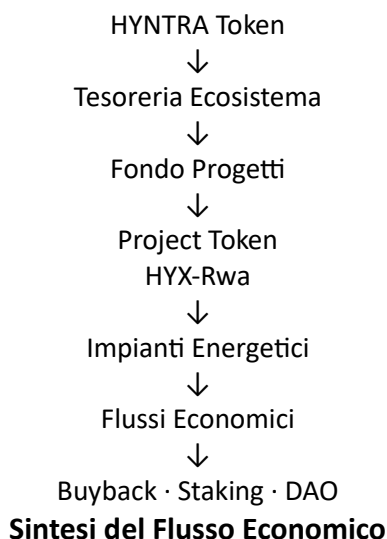 HYNTRA Token
↓
Tesoreria Ecosistema
↓
Fondo Progetti
↓
Project Token
HYX-Rwa
↓
Impianti Energetici
↓
Flussi Economici
↓
Buyback · Staking · DAO
Sintesi del Flusso Economico